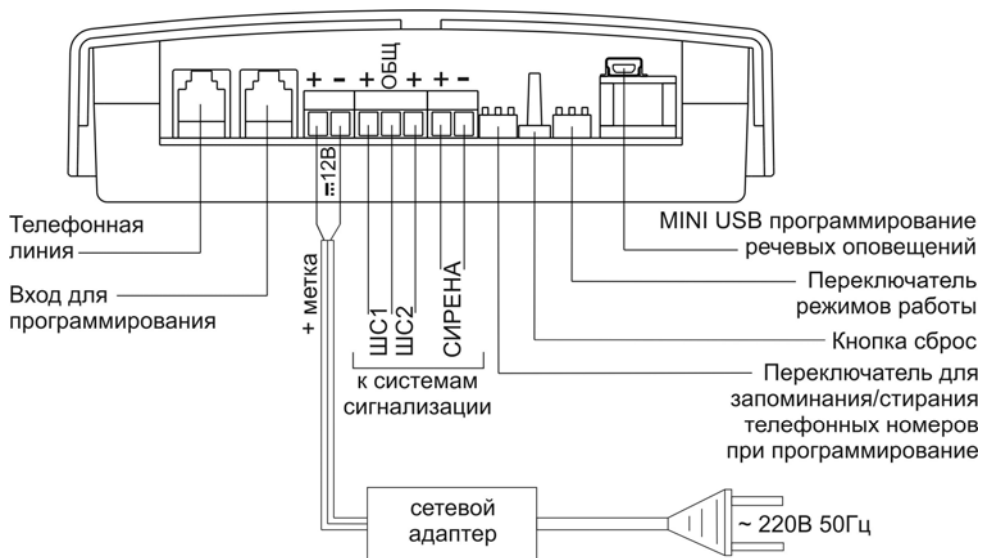 + - + ОБЩ + + -
⎓12В
Телефонная
линия
Вход для
программирования
+ метка
ШС1
ШС2
СИРЕНА
к системам
сигнализации
MINI USB программирование
речевых оповещений
Переключатель
режимов работы
Кнопка сброс
Переключатель для
запоминания/стирания
телефонных номеров
при программирование
сетевой
адаптер
~ 220В 50Гц